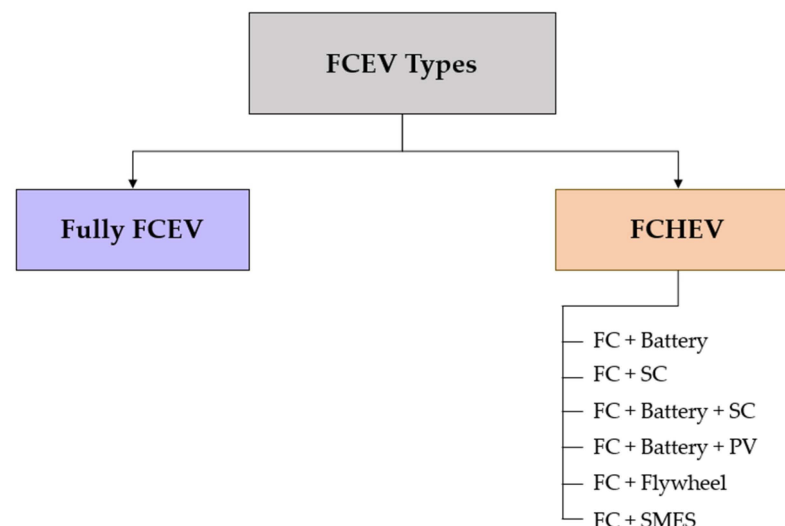 FCEV Types
Fully FCEV
FCHEV
FC + Battery
FC + SC
FC + Battery + SC
FC + Battery + PV
FC + Flywheel
FC + SMES